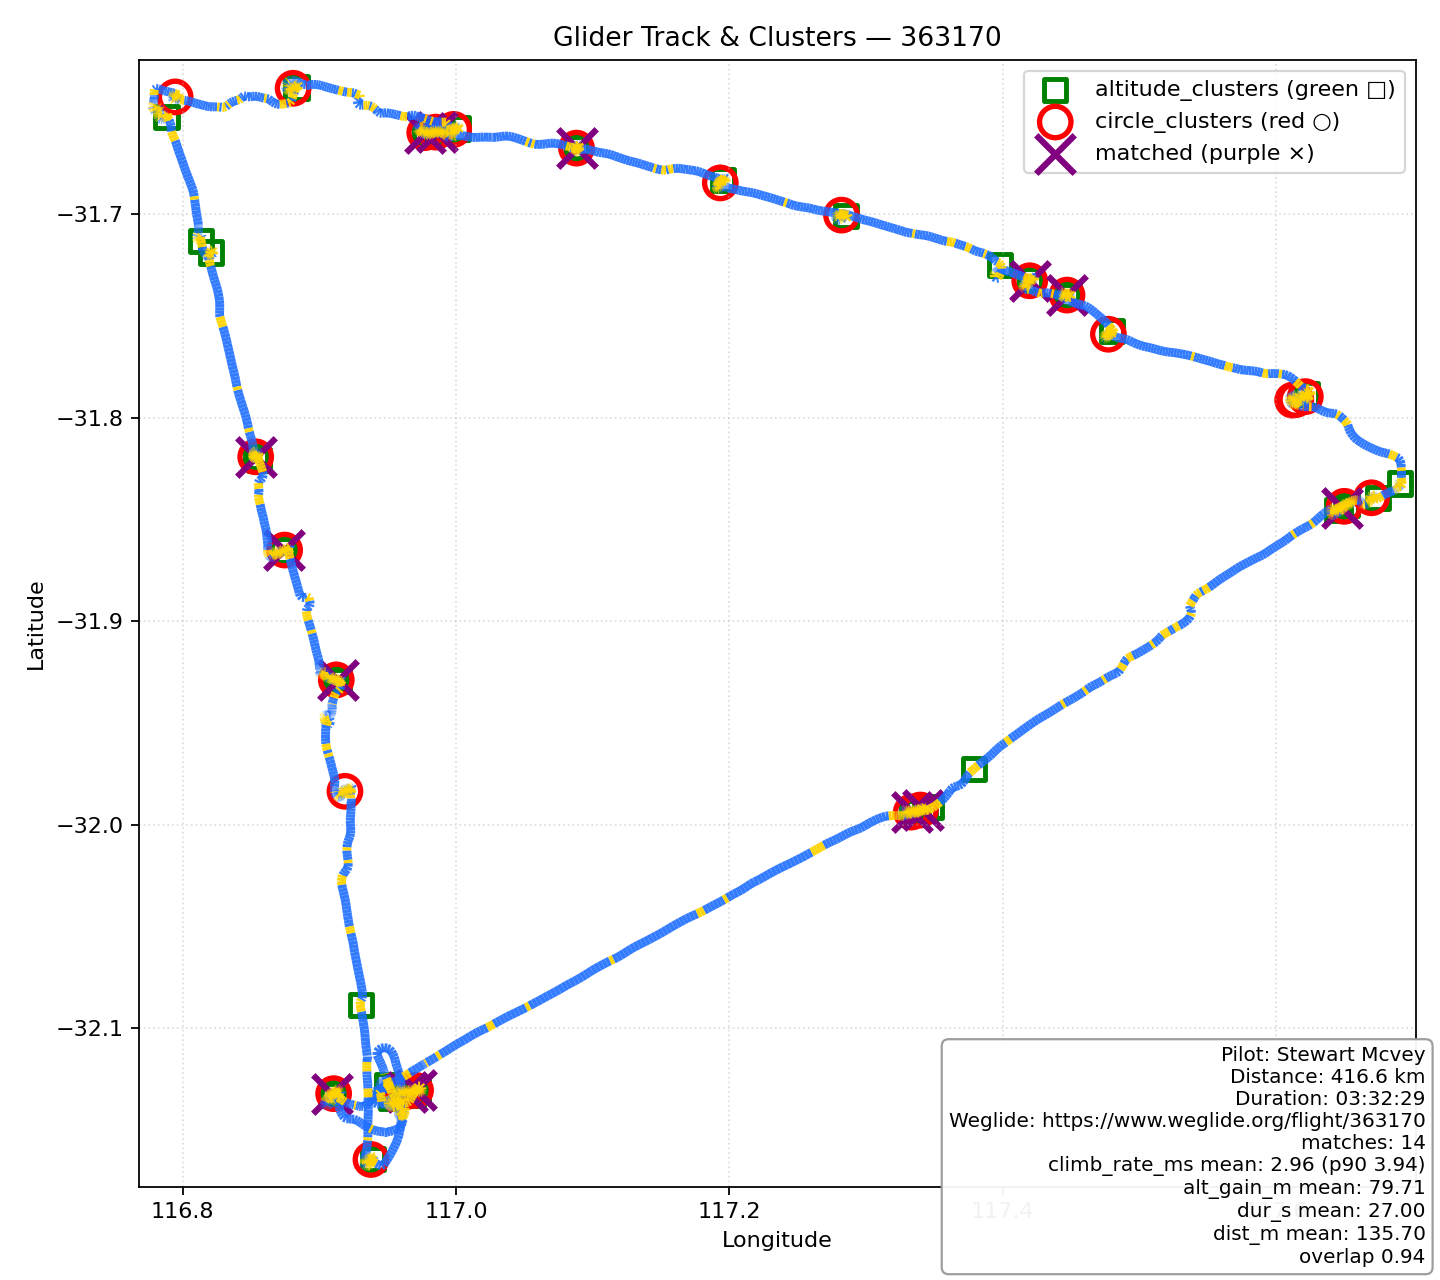 Glider Track & Clusters — 363170
altitude_clusters (green □)
circle_clusters (red ○)
matched (purple ×)
−31.7
−31.8
−31.9
−32.0
−32.1
Latitude
116.8
117.0
117.2
117.4
Longitude
Pilot: Stewart Mcvey
Distance: 416.6 km
Duration: 03:32:29
Weglide: https://www.weglide.org/flight/363170
matches: 14
climb_rate_ms mean: 2.96 (p90 3.94)
alt_gain_m mean: 79.71
dur_s mean: 27.00
dist_m mean: 135.70
overlap 0.94